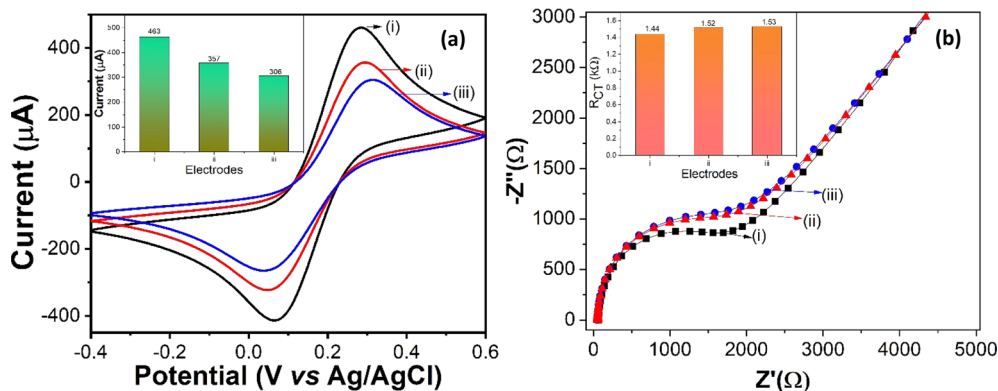 (a)
(i)
(ii)
(iii)
Current (μA)
400
200
0
-200
-400
-0.4
-0.2
0.0
0.2
0.4
0.6
Potential (V vs Ag/AgCl)
Current (μA)
500
400
300
200
100
0
463
357
306
i
ii
iii
Electrodes
(b)
-Z''(Ω)
3000
2500
2000
1500
1000
500
0
0
1000
2000
3000
4000
5000
Z'(Ω)
(iii)
(ii)
(i)
R_CT (kΩ)
1.6
1.4
1.2
1.0
0.8
0.6
0.4
0.2
0.0
1.44
1.52
1.53
i
ii
iii
Electrodes